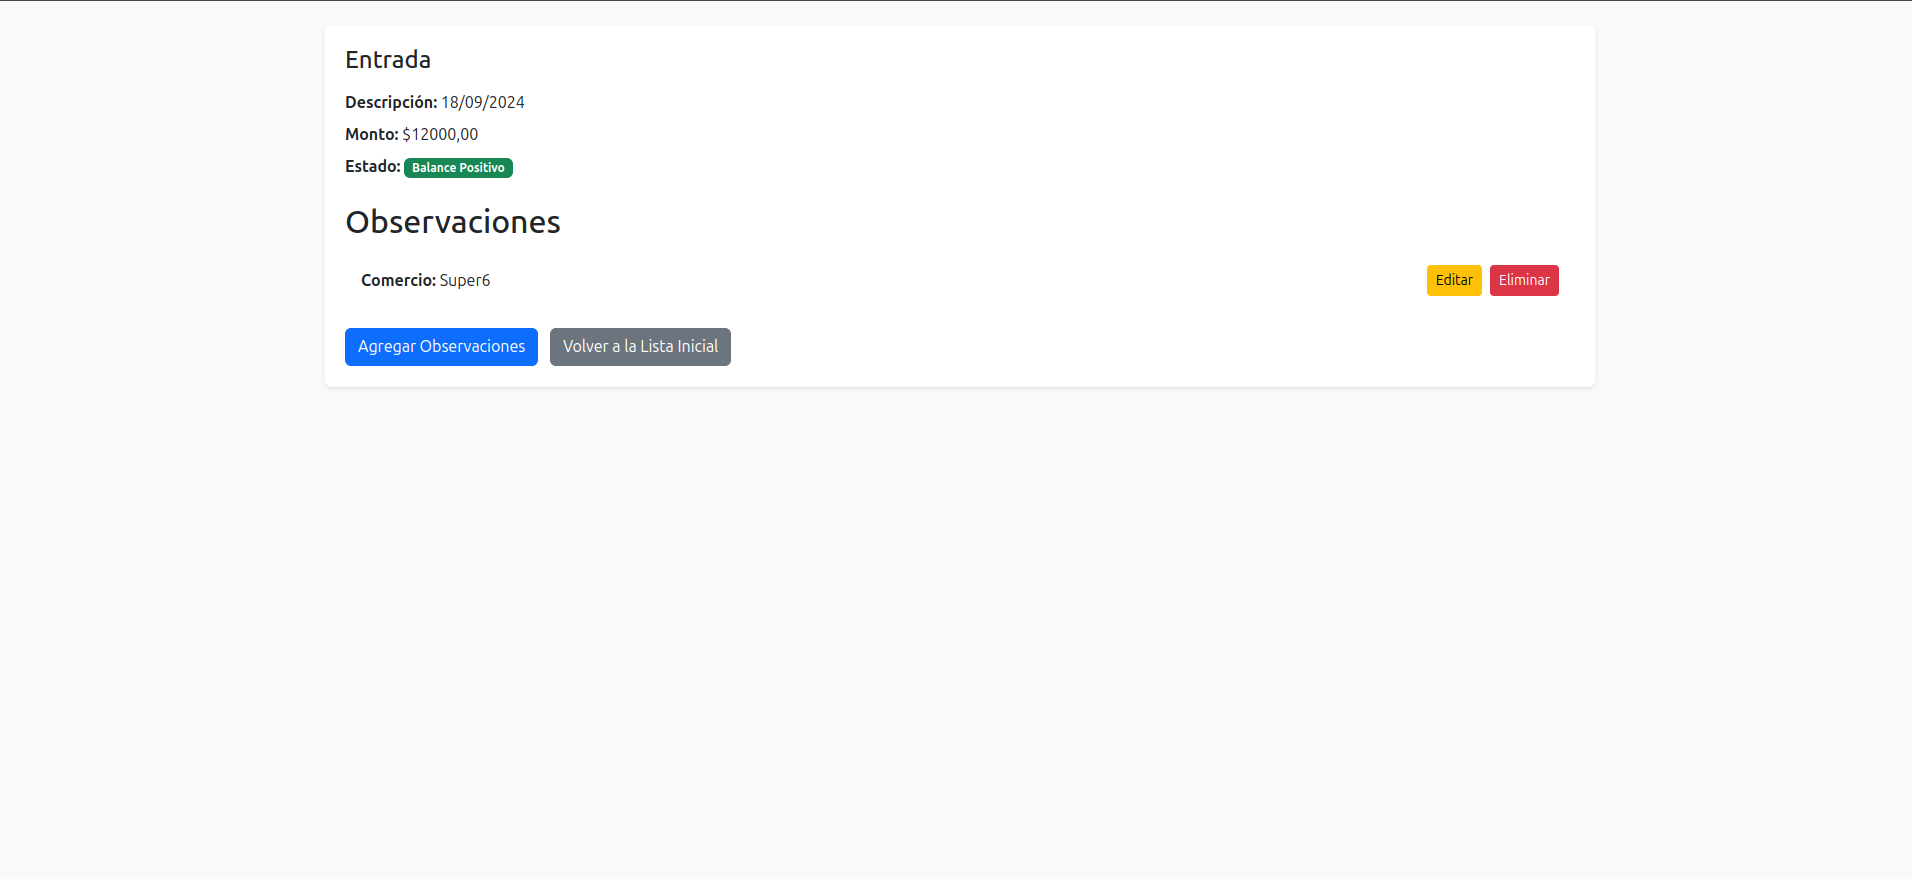 Entrada
Descripción: 18/09/2024
Monto: $12000,00
Estado: Balance Positivo
Observaciones
Comercio: Super6 Editar Eliminar
Agregar Observaciones Volver a la Lista Inicial